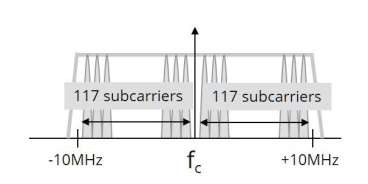 117 subcarriers 117 subcarriers
-10MHz fc +10MHz